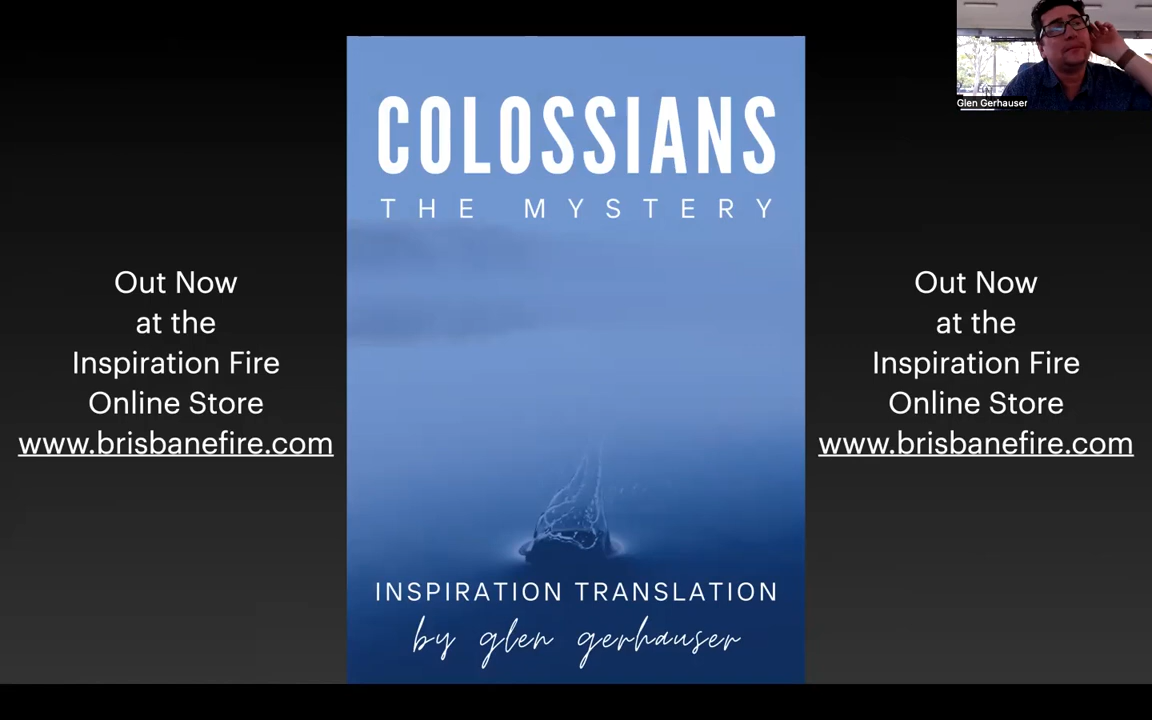 Glen Gerhauser
COLOSSIANS
THE MYSTERY
Out Now
at the
Inspiration Fire
Online Store
www.brisbanefire.com
Out Now
at the
Inspiration Fire
Online Store
www.brisbanefire.com
INSPIRATION TRANSLATION
by glen gerhauser